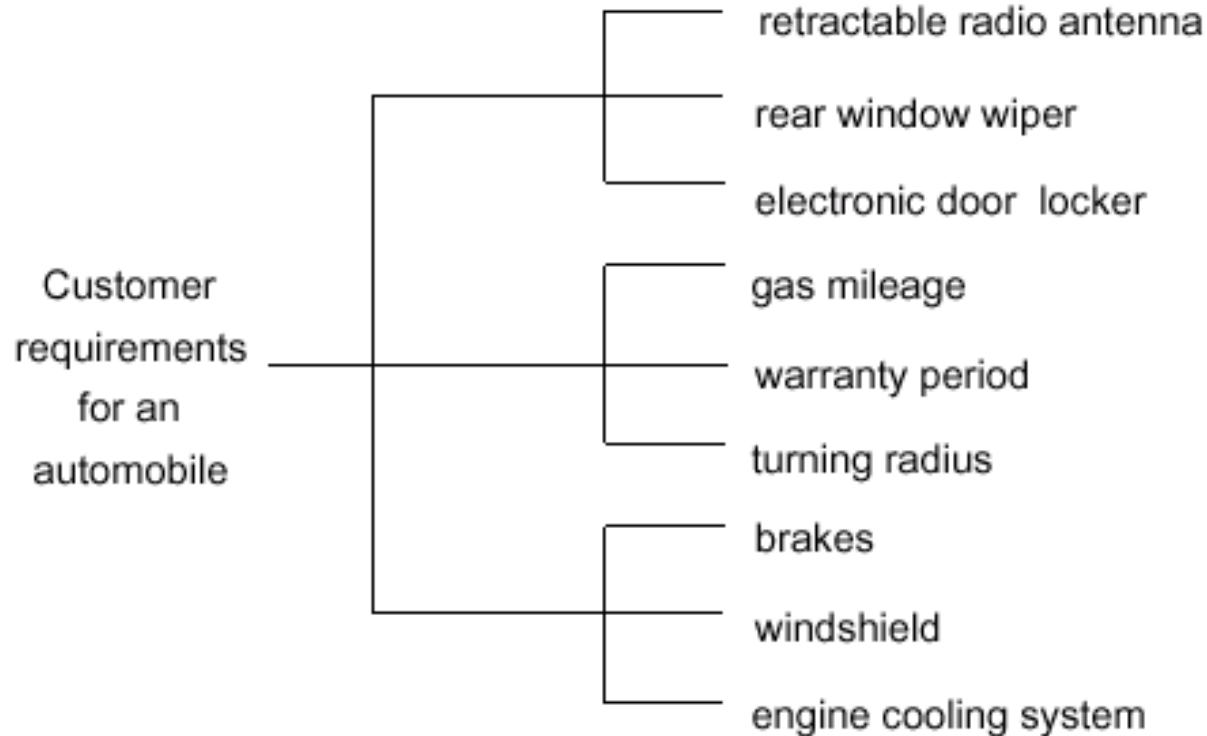 retractable radio antenna
rear window wiper
electronic door locker
Customer
requirements
for an
automobile
gas mileage
warranty period
turning radius
brakes
windshield
engine cooling system